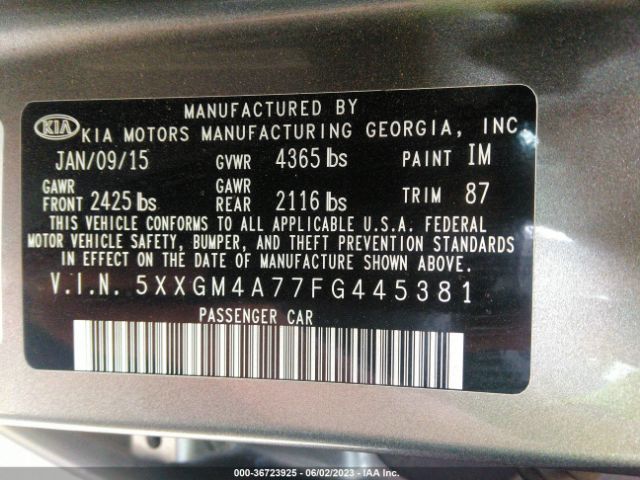 MANUFACTURED BY
KIA KIA MOTORS MANUFACTURING GEORGIA, INC
JAN/09/15 GVWR 4365 lbs PAINT IM
GAWR FRONT 2425 lbs GAWR REAR 2116 lbs TRIM 87
THIS VEHICLE CONFORMS TO ALL APPLICABLE U.S.A. FEDERAL
MOTOR VEHICLE SAFETY, BUMPER, AND THEFT PREVENTION STANDARDS
IN EFFECT ON THE DATE OF MANUFACTURE SHOWN ABOVE.
V.I.N. 5XXGM4A77FG445381
PASSENGER CAR
000-36723925 - 06/02/2023 - IAA Inc.